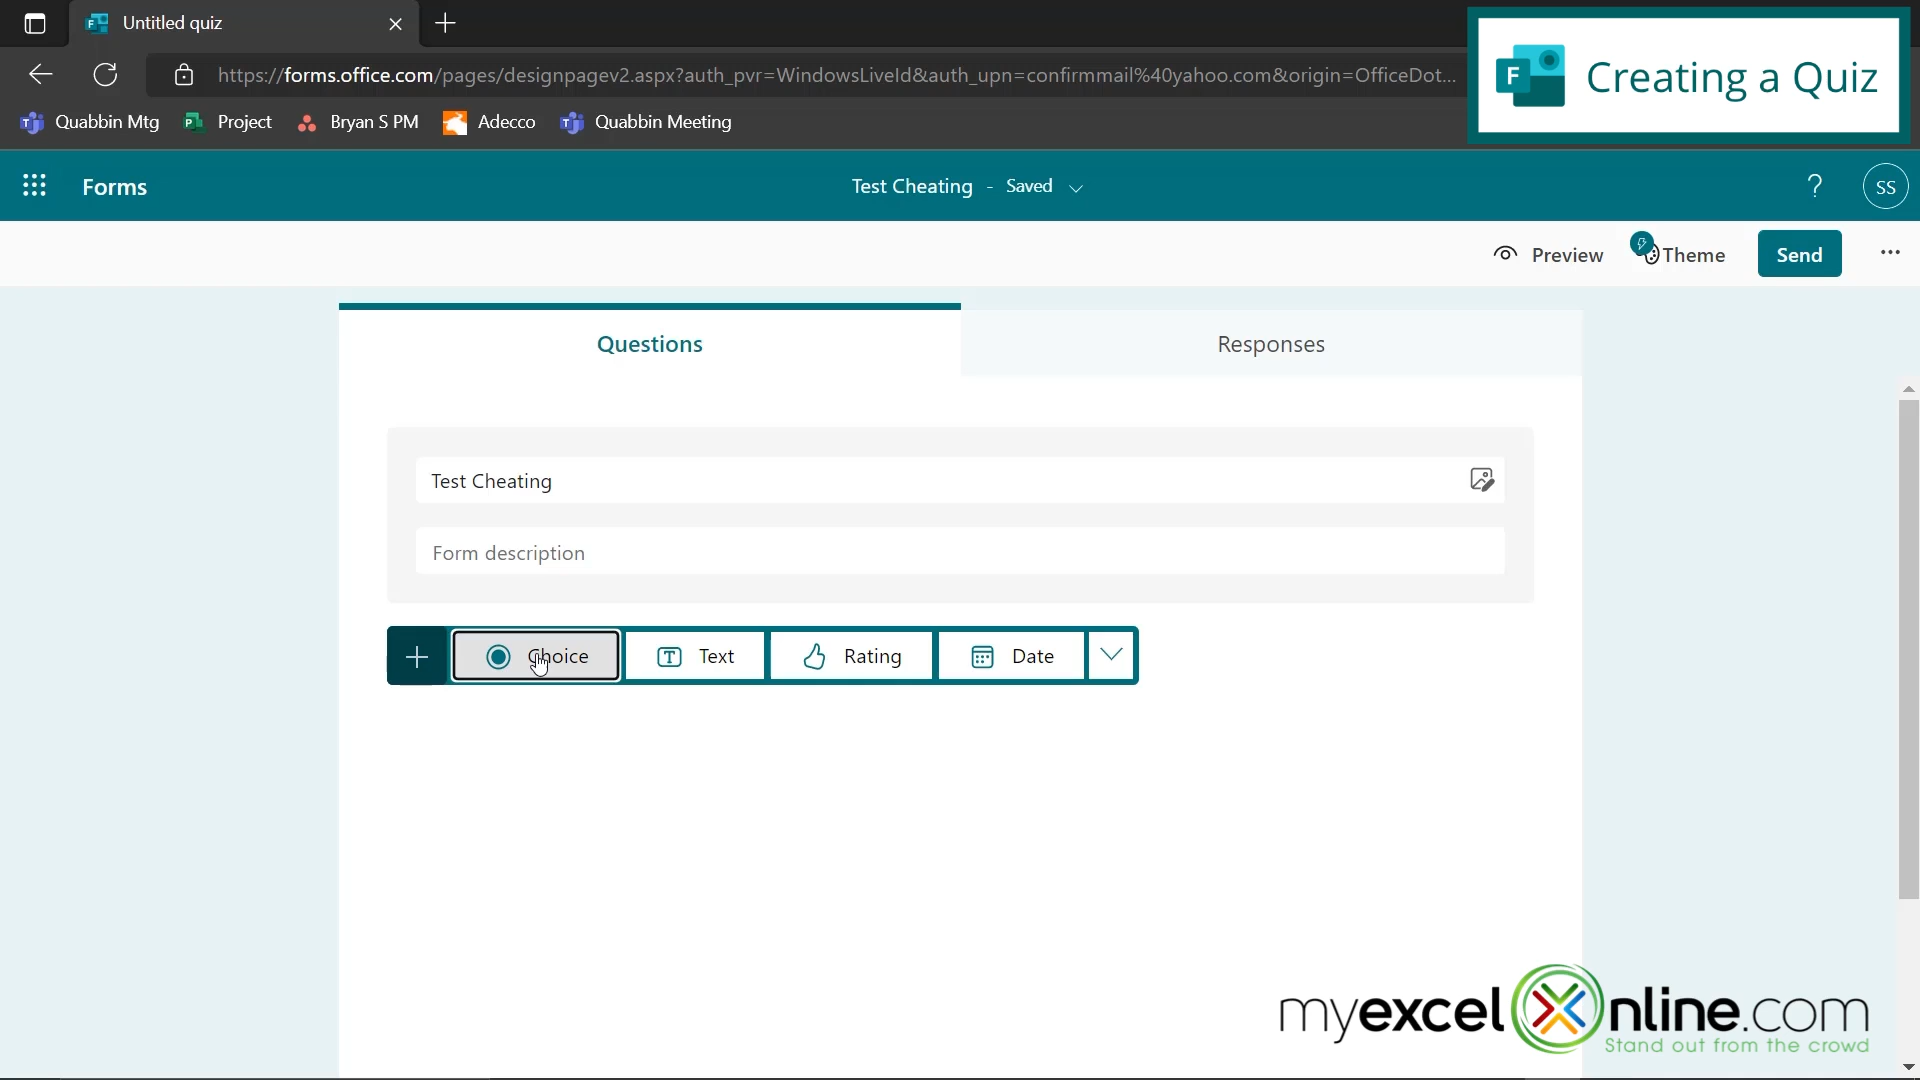 Untitled quiz
https://forms.office.com/pages/designpagev2.aspx?auth_pvr=WindowsLiveId&auth_upn=confirmmail%40yahoo.com&origin=OfficeDot...
F Creating a Quiz
Quabbin Mtg Project Bryan S PM Adecco Quabbin Meeting
Forms Test Cheating - Saved ? SS
Preview Theme Send ...
Questions Responses
Test Cheating
Form description
Choice Text Rating Date
myexcelOnline.com
Stand out from the crowd